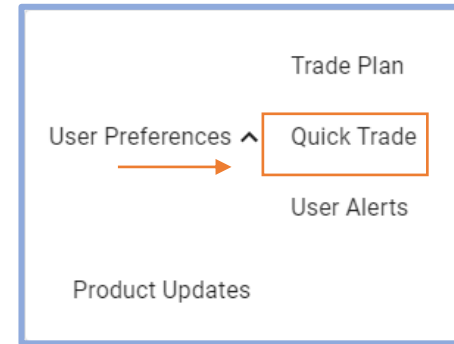 Trade Plan
User Preferences Quick Trade
User Alerts
Product Updates